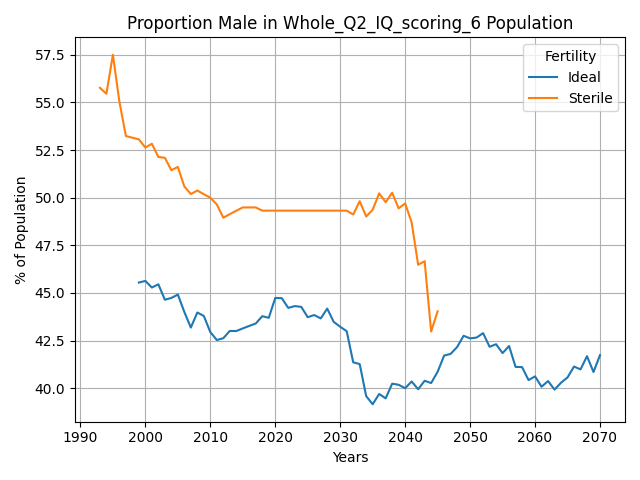 Proportion Male in Whole_Q2_IQ_scoring_6 Population
Fertility
Ideal
Sterile
% of Population
57.5
55.0
52.5
50.0
47.5
45.0
42.5
40.0
1990 2000 2010 2020 2030 2040 2050 2060 2070
Years